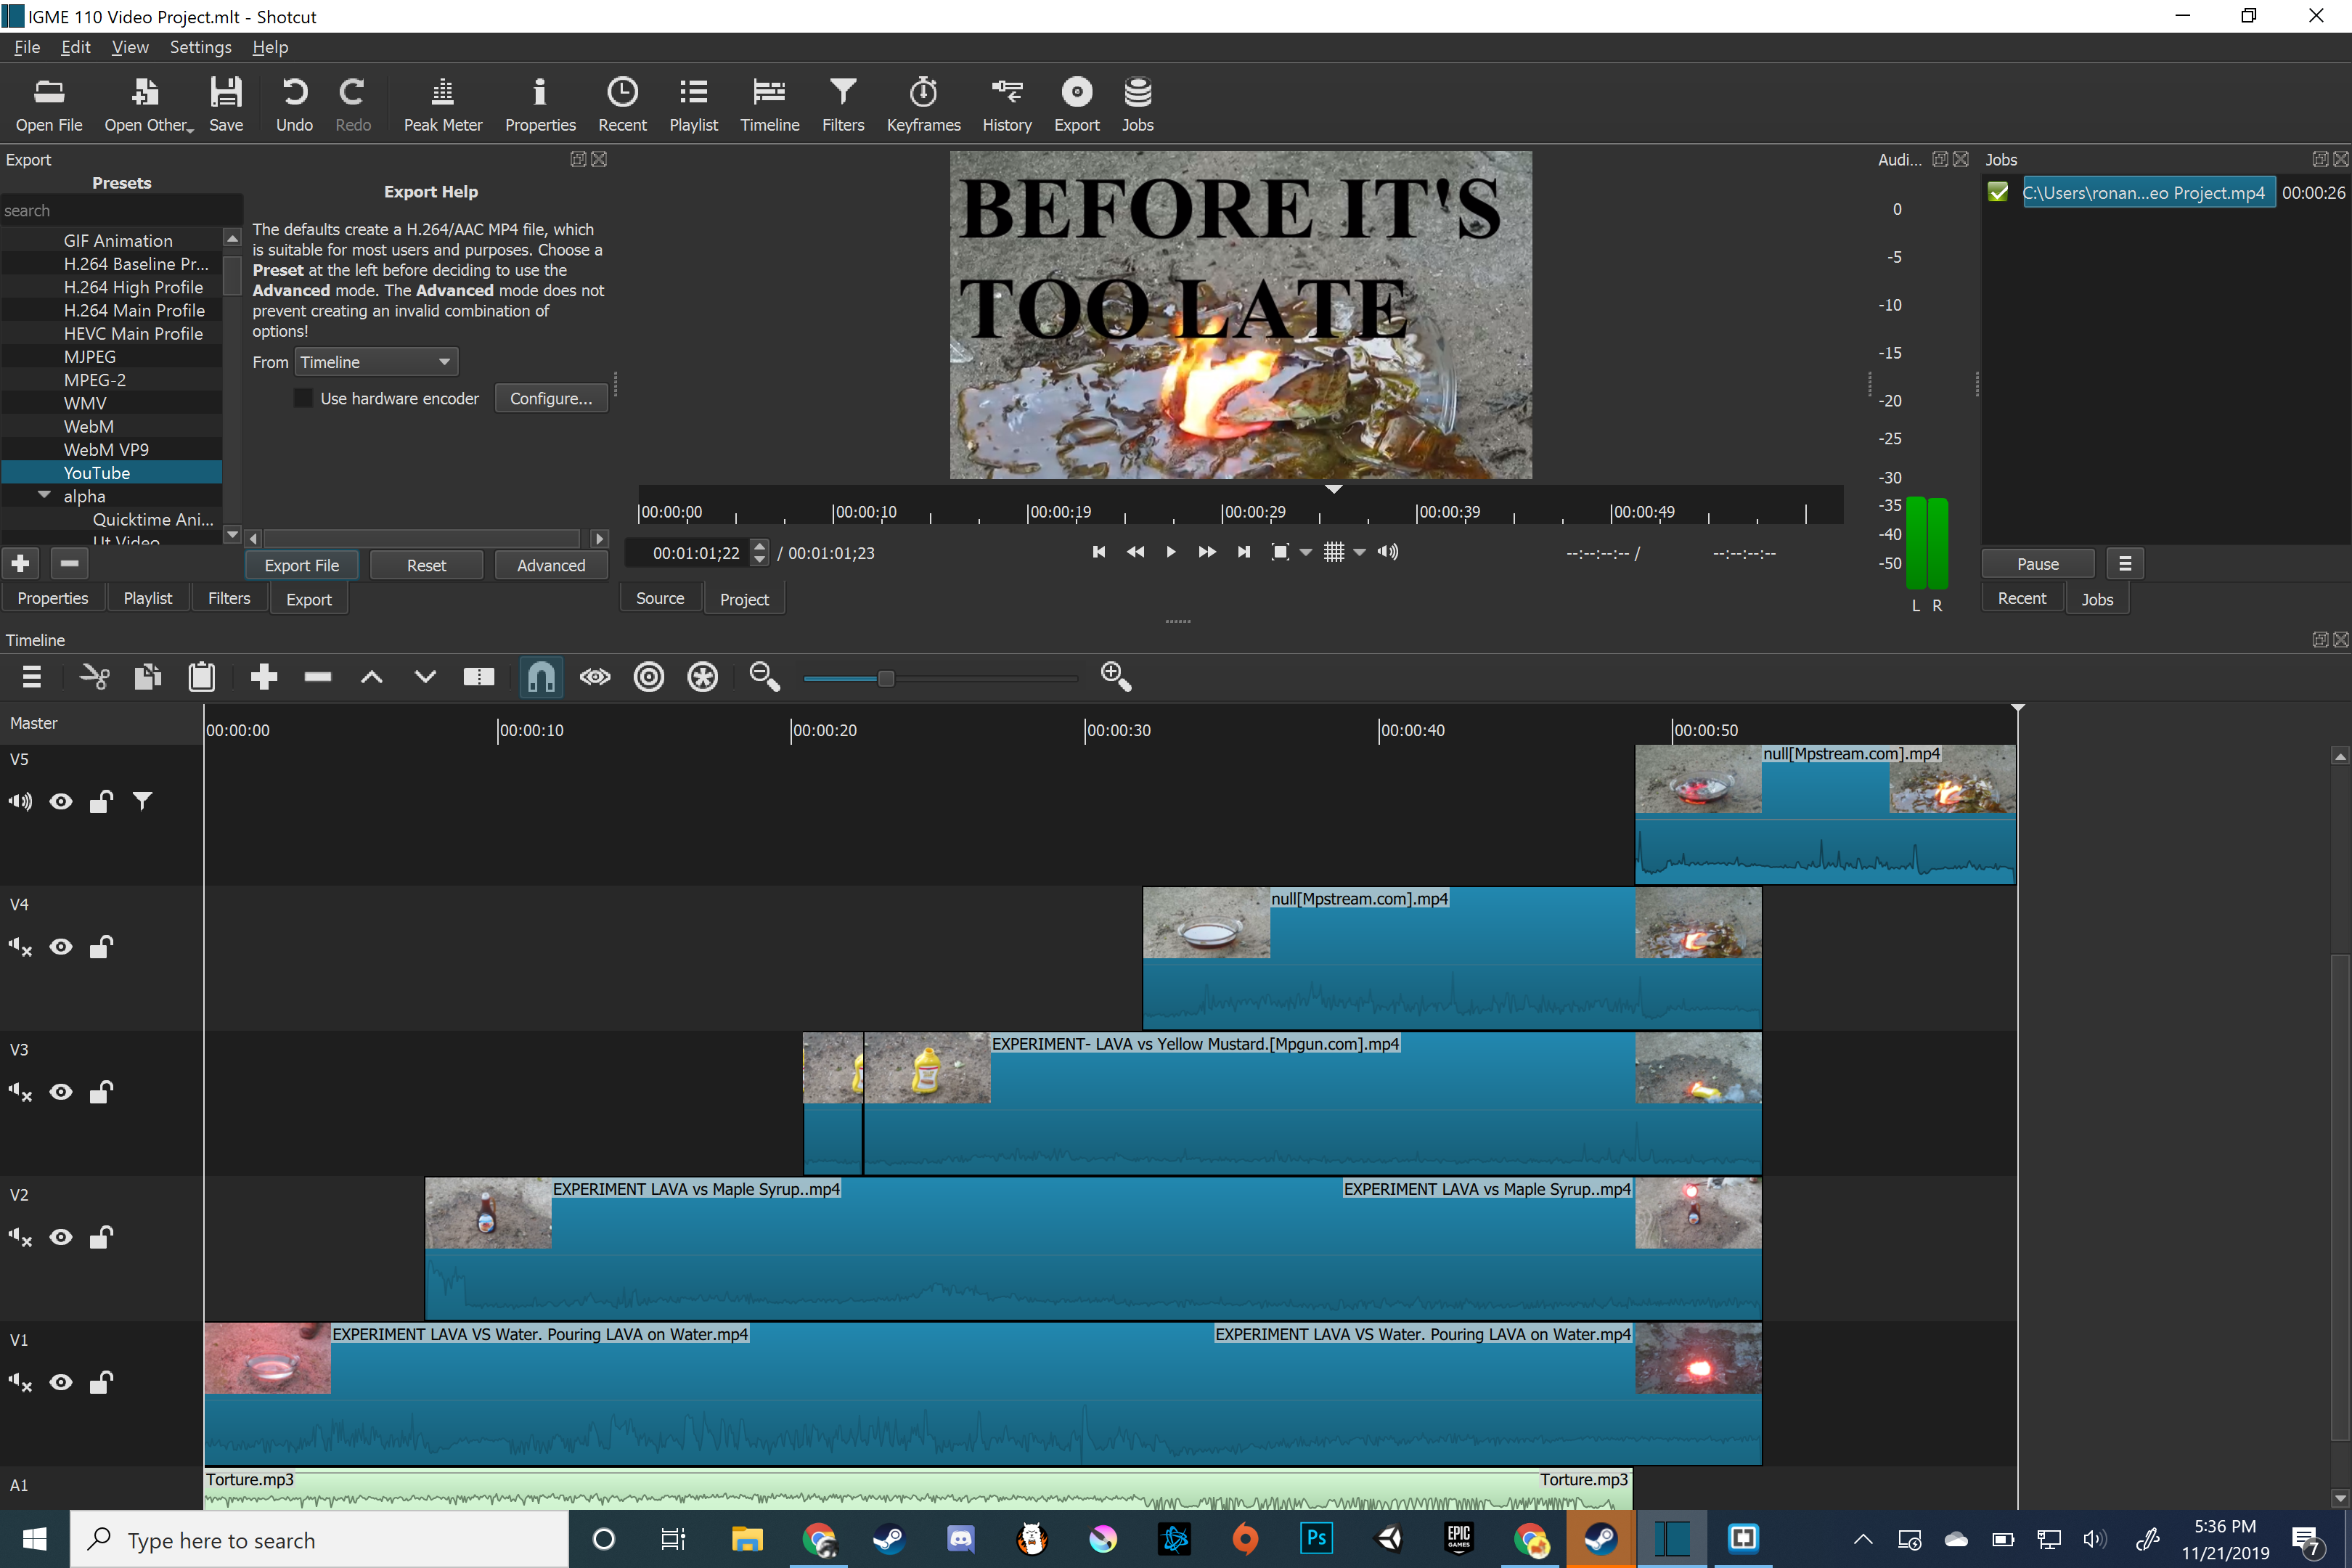 IGME 110 Video Project.mlt - Shotcut
File Edit View Settings Help
Open File Open Other... Save Undo Redo Peak Meter Properties Recent Playlist Timeline Filters Keyframes History Export Jobs
Export
Presets
search
GIF Animation
H.264 Baseline Pr...
H.264 High Profile
H.264 Main Profile
HEVC Main Profile
MJPEG
MPEG-2
WMV
WebM
WebM VP9
YouTube
alpha
Quicktime Ani...
Ut Video
Export Help
The defaults create a H.264/AAC MP4 file, which
is suitable for most users and purposes. Choose a
Preset at the left before deciding to use the
Advanced mode. The Advanced mode does not
prevent creating an invalid combination of
options!
From Timeline
Use hardware encoder Configure...
Export File Reset Advanced
Properties Playlist Filters Export
BEFORE IT'S
TOO LATE
00:00:00 00:00:10 00:00:19 00:00:29 00:00:39 00:00:49
00:01:01;22 / 00:01:01;23 --:--:--:-- / --:--:--:--
Source Project
Audi...
0
-5
-10
-15
-20
-25
-30
-35
-40
-50
L R
Jobs
C:\Users\ronan...eo Project.mp4 00:00:26
Pause
Recent Jobs
Timeline
Master 00:00:00 00:00:10 00:00:20 00:00:30 00:00:40 00:00:50
V5 null[Mpstream.com].mp4
V4 null[Mpstream.com].mp4
V3 EXPERIMENT- LAVA vs Yellow Mustard.[Mpgun.com].mp4
V2 EXPERIMENT LAVA vs Maple Syrup..mp4 EXPERIMENT LAVA vs Maple Syrup..mp4
V1 EXPERIMENT LAVA VS Water. Pouring LAVA on Water.mp4 EXPERIMENT LAVA VS Water. Pouring LAVA on Water.mp4
A1 Torture.mp3 Torture.mp3
Type here to search
Ps
EPIC GAMES
5:36 PM
11/21/2019
7